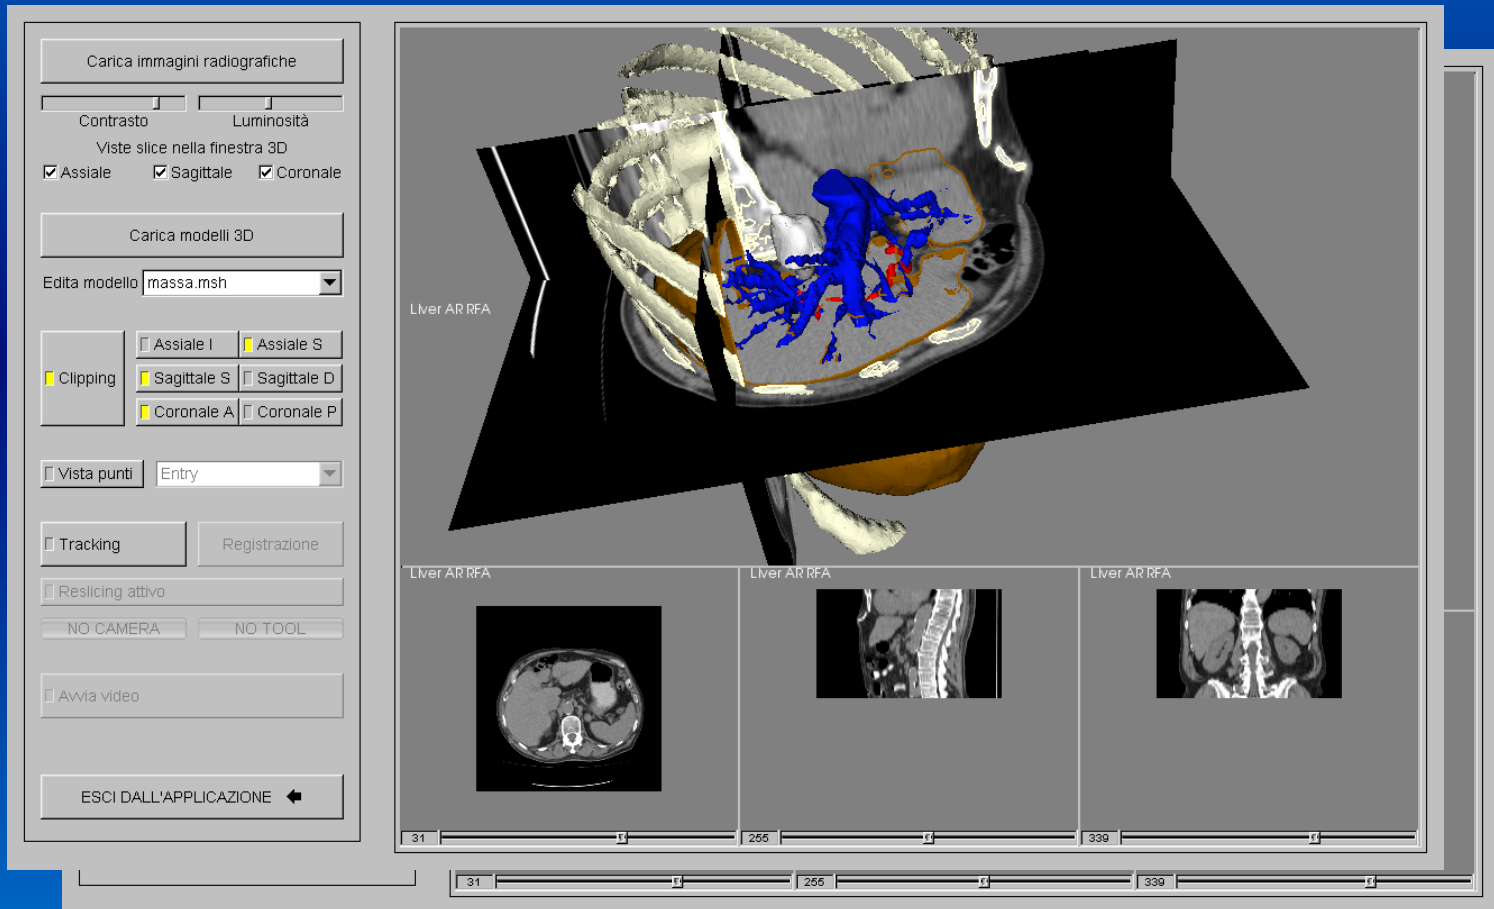 Carica immagini radiografiche
Contrasto Luminosità
Viste slice nella finestra 3D
Assiale Sagittale Coronale
Carica modelli 3D
Edita modello massa.msh
Clipping
Assiale I Assiale S
Sagittale S Sagittale D
Coronale A Coronale P
Vista punti Entry
Tracking Registrazione
Reslicing attivo
NO CAMERA NO TOOL
Avvia video
ESCI DALL'APPLICAZIONE
Liver AR RFA
Liver AR RFA Liver AR RFA Liver AR RFA
31 255 339
31 255 339